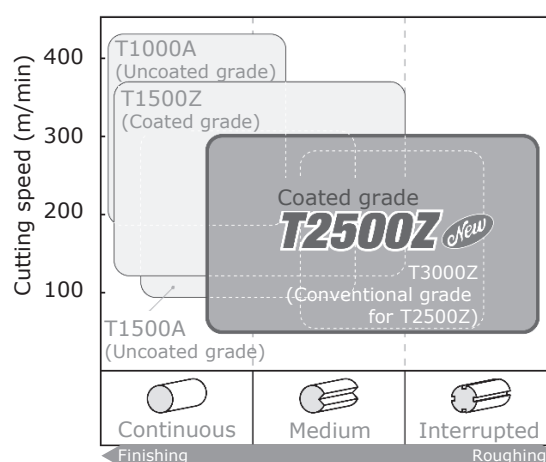 Cutting speed (m/min)
400
300
200
100
T1000A
(Uncoated grade)
T1500Z
(Coated grade)
Coated grade
T2500Z New
T3000Z
(Conventional grade
for T2500Z)
T1500A
(Uncoated grade)
Continuous
Medium
Interrupted
Finishing
Roughing